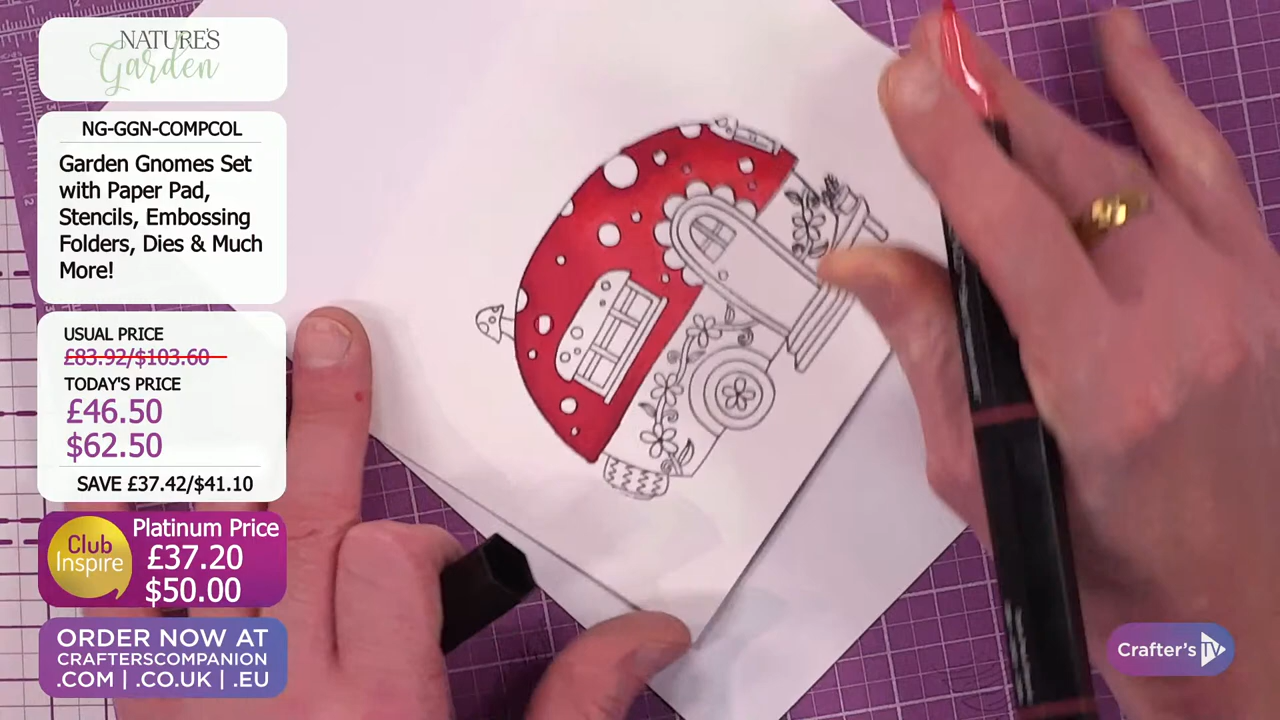 NATURE'S
Garden
NG-GGN-COMPCOL
Garden Gnomes Set
with Paper Pad,
Stencils, Embossing
Folders, Dies & Much
More!
USUAL PRICE
£83.92/$103.60
TODAY'S PRICE
£46.50
$62.50
SAVE £37.42/$41.10
Club
Inspire
Platinum Price
£37.20
$50.00
ORDER NOW AT
CRAFTERSCOMPANION
.COM | .CO.UK | .EU
Crafter's TV